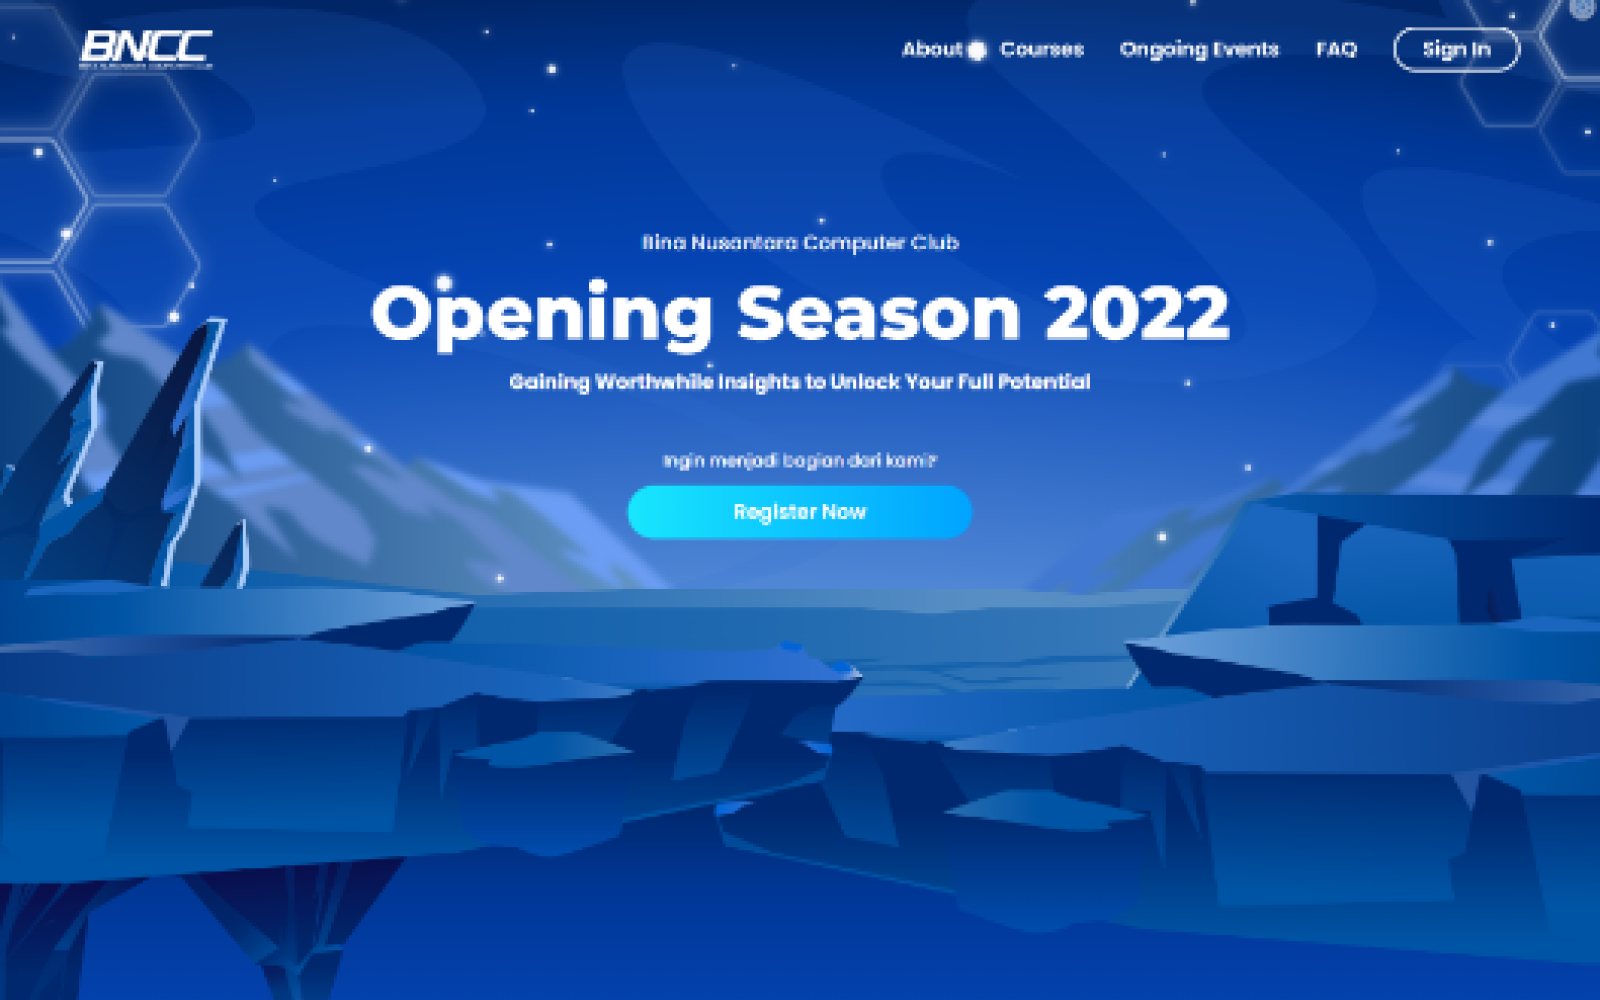 BNCC
About
Courses
Ongoing Events
FAQ
Sign In
Bina Nusantara Computer Club
Opening Season 2022
Gaining Worthwhile Insights to Unlock Your Full Potential
Ingin menjadi bagian dari kami?
Register Now